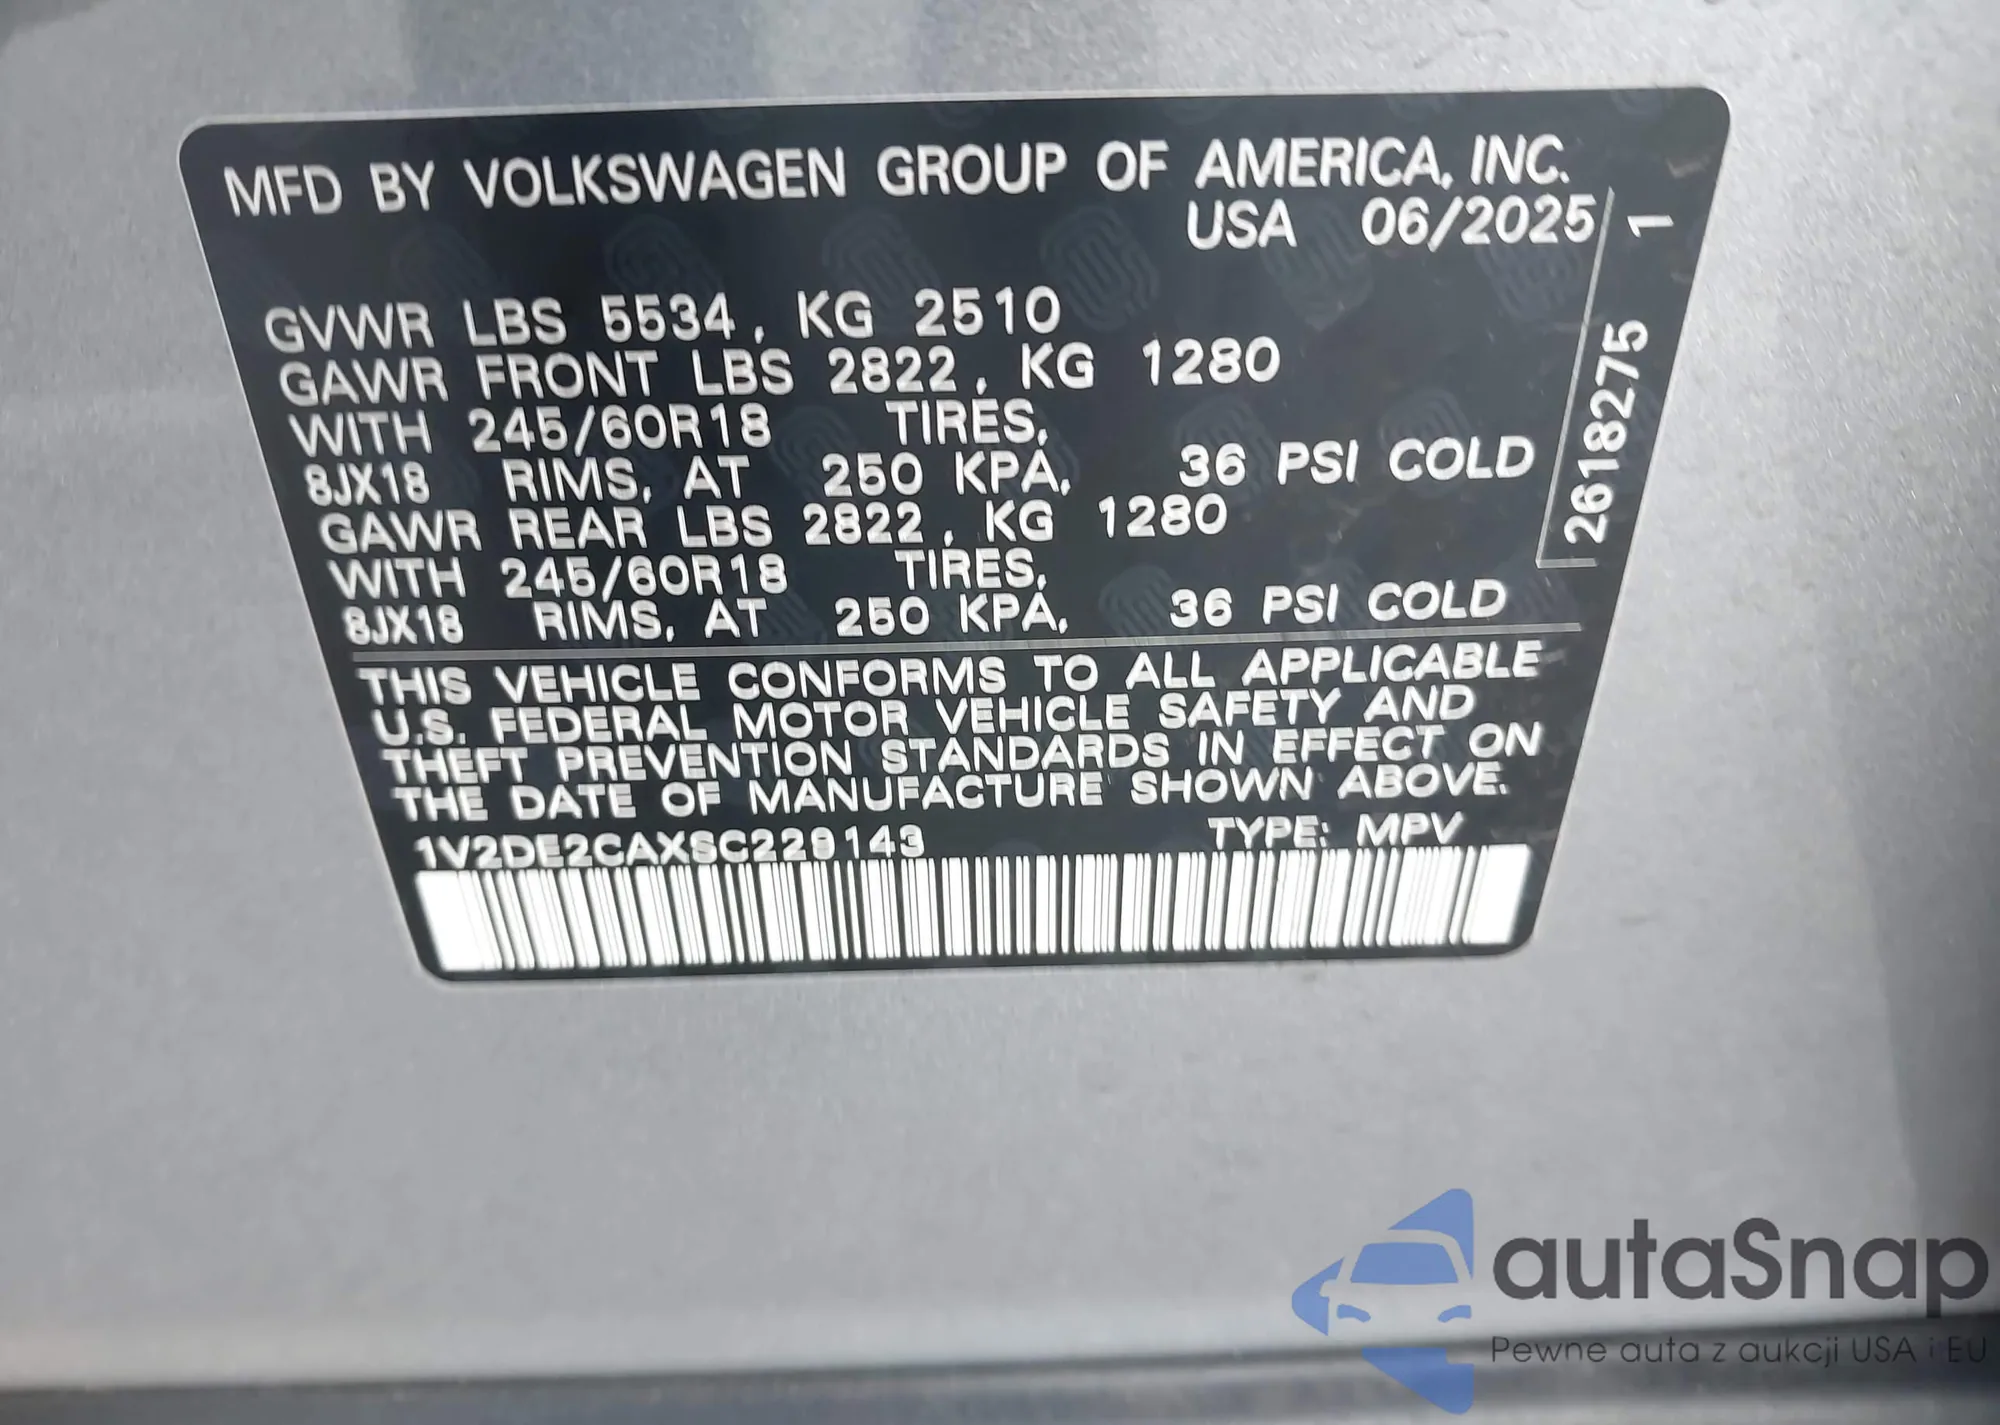 MFD BY VOLKSWAGEN GROUP OF AMERICA, INC.
USA 06/2025
GVWR LBS 5534, KG 2510
GAWR FRONT LBS 2822, KG 1280
WITH 245/60R18 TIRES,
8JX18 RIMS, AT 250 KPA, 36 PSI COLD
GAWR REAR LBS 2822, KG 1280
WITH 245/60R18 TIRES,
8JX18 RIMS, AT 250 KPA, 36 PSI COLD
2618275 1
THIS VEHICLE CONFORMS TO ALL APPLICABLE
U.S. FEDERAL MOTOR VEHICLE SAFETY AND
THEFT PREVENTION STANDARDS IN EFFECT ON
THE DATE OF MANUFACTURE SHOWN ABOVE.
1V2DE2CAXSC229143 TYPE: MPV
autaSnap
Pewne auta z aukcji USA i EU